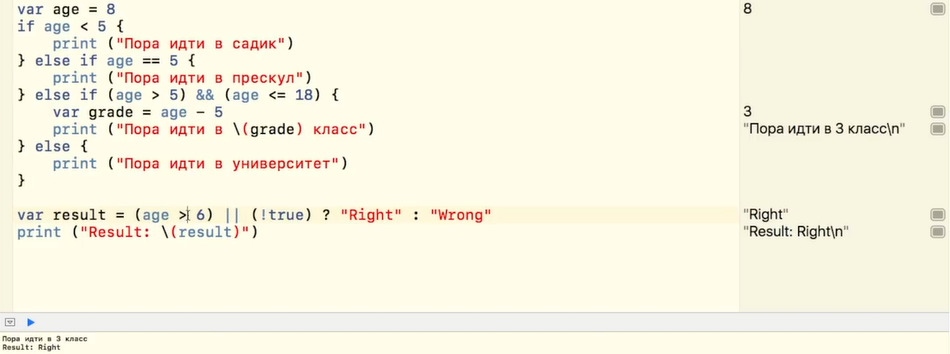 var age = 8
8
if age < 5 {
print ("Пора идти в садик")
} else if age == 5 {
print ("Пора идти в прескул")
} else if (age > 5) && (age <= 18) {
var grade = age - 5
3
print ("Пора идти в \(grade) класс")
"Пора идти в 3 класс\n"
} else {
print ("Пора идти в университет")
}
var result = (age > 6) || (!true) ? "Right" : "Wrong"
"Right"
print ("Result: \(result)")
"Result: Right\n"
Пора идти в 3 класс
Result: Right